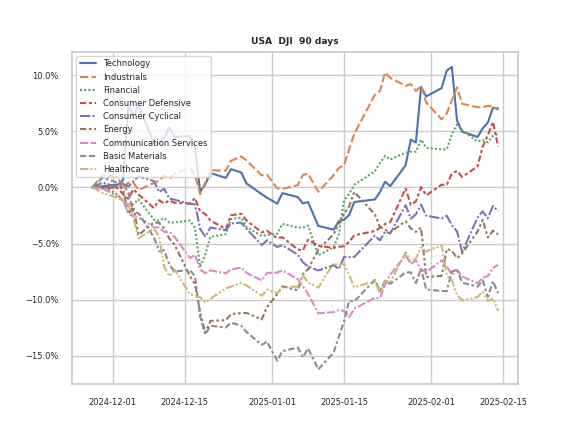 USA DJI 90 days
Technology
Industrials
Financial
Consumer Defensive
Consumer Cyclical
Energy
Communication Services
Basic Materials
Healthcare
10.0%
5.0%
0.0%
−5.0%
−10.0%
−15.0%
2024-12-01 2024-12-15 2025-01-01 2025-01-15 2025-02-01 2025-02-15